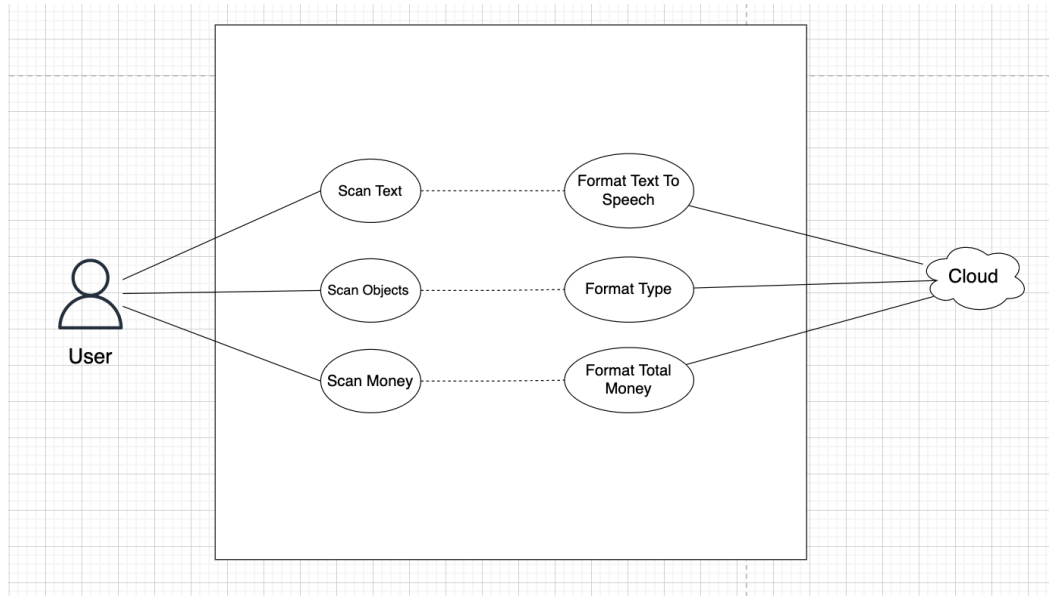 Scan Text
Format Text To
Speech
Scan Objects
Format Type
Cloud
User
Scan Money
Format Total
Money